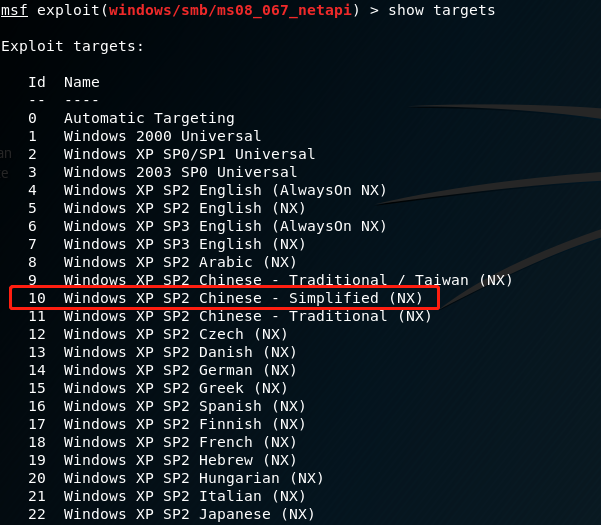 msf exploit(windows/smb/ms08_067_netapi) > show targets
Exploit targets:
Id  Name
--  ----
0   Automatic Targeting
1   Windows 2000 Universal
2   Windows XP SP0/SP1 Universal
3   Windows 2003 SP0 Universal
4   Windows XP SP2 English (AlwaysOn NX)
5   Windows XP SP2 English (NX)
6   Windows XP SP3 English (AlwaysOn NX)
7   Windows XP SP3 English (NX)
8   Windows XP SP2 Arabic (NX)
9   Windows XP SP2 Chinese - Traditional / Taiwan (NX)
10  Windows XP SP2 Chinese - Simplified (NX)
11  Windows XP SP2 Chinese - Traditional (NX)
12  Windows XP SP2 Czech (NX)
13  Windows XP SP2 Danish (NX)
14  Windows XP SP2 German (NX)
15  Windows XP SP2 Greek (NX)
16  Windows XP SP2 Spanish (NX)
17  Windows XP SP2 Finnish (NX)
18  Windows XP SP2 French (NX)
19  Windows XP SP2 Hebrew (NX)
20  Windows XP SP2 Hungarian (NX)
21  Windows XP SP2 Italian (NX)
22  Windows XP SP2 Japanese (NX)